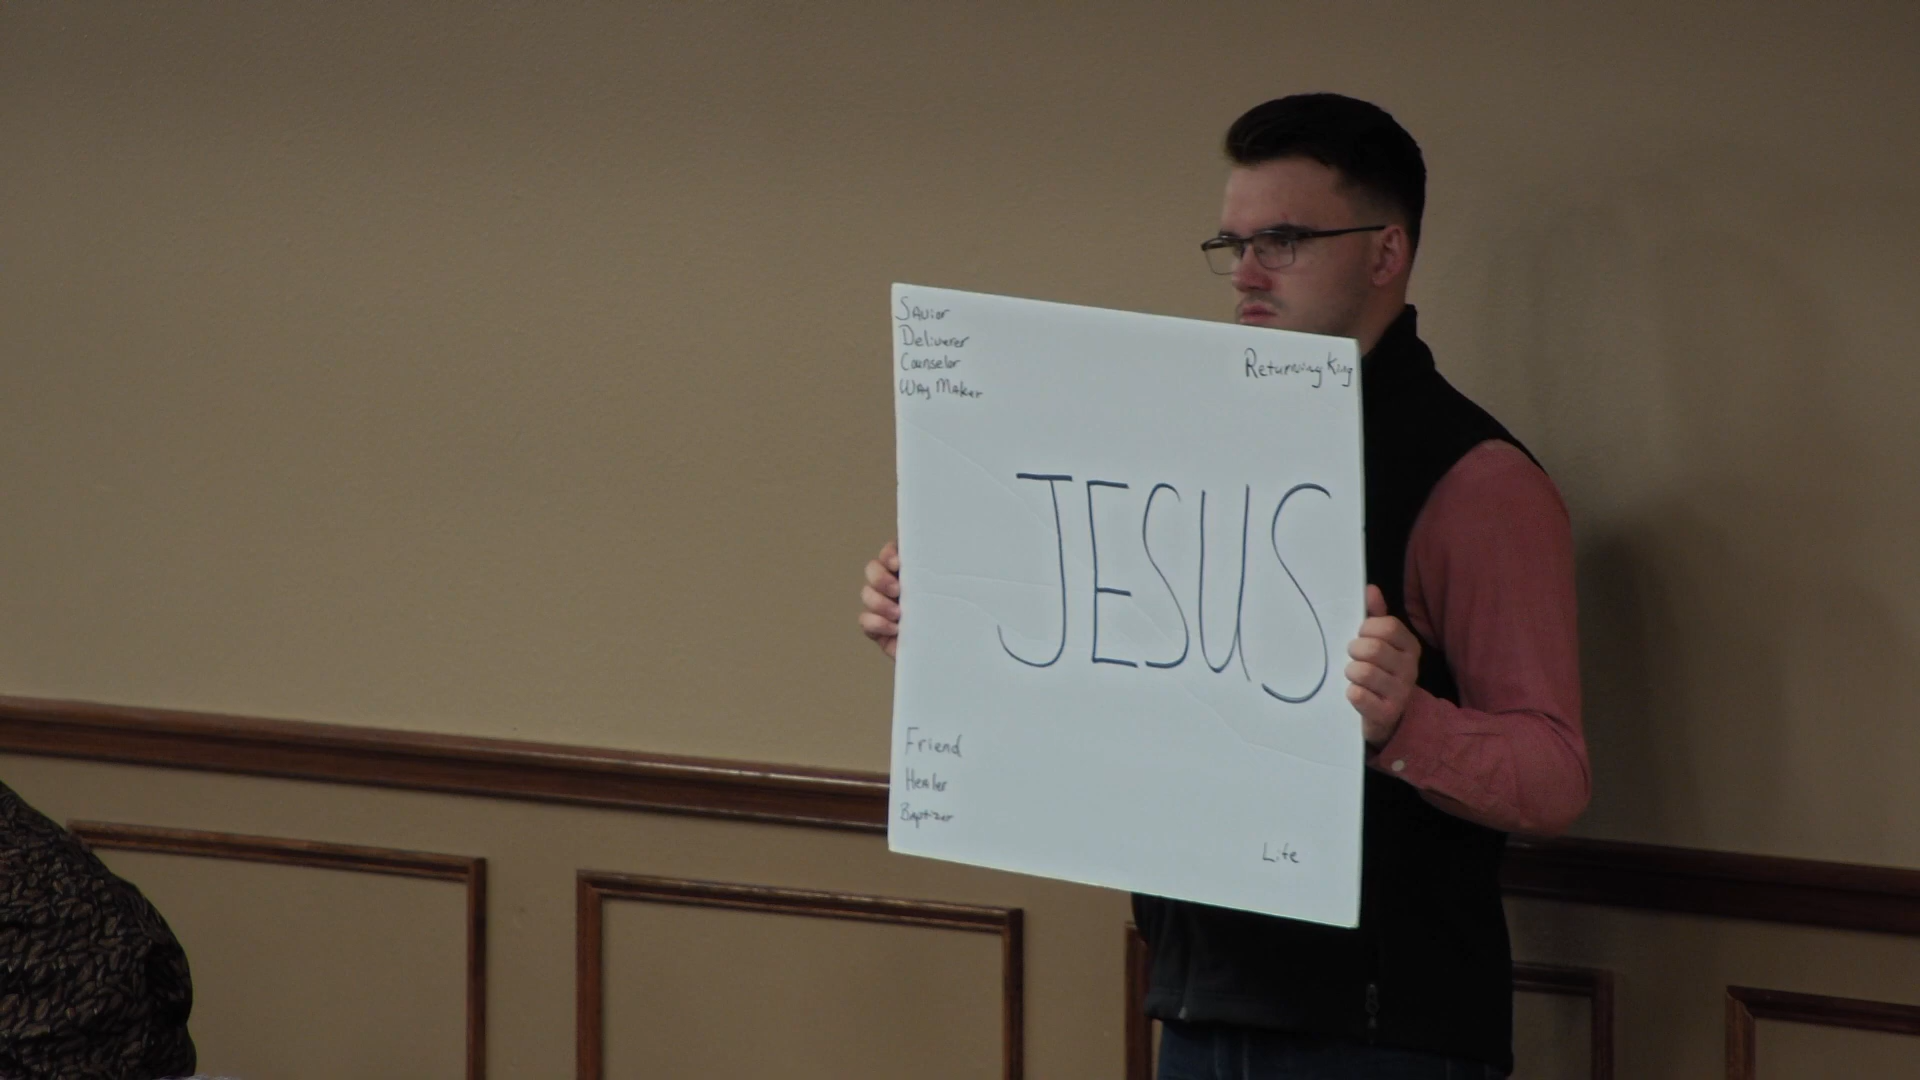 Savior
Deliverer
Counselor
Way Maker
Returning King
JESUS
Friend
Healer
Baptizer
Life